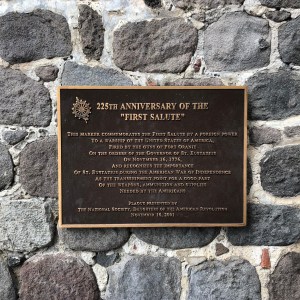 225TH ANNIVERSARY OF THE
"FIRST SALUTE"
THIS MARKER COMMEMORATES THE FIRST SALUTE BY A FOREIGN POWER
TO A WARSHIP OF THE UNITED STATES OF AMERICA,
FIRED BY THE GUNS OF FORT ORANJE
ON THE ORDERS OF THE GOVERNOR OF ST. EUSTATIUS
ON NOVEMBER 16, 1776,
AND RECOGNIZES THE IMPORTANCE
OF ST. EUSTATIUS DURING THE AMERICAN WAR OF INDEPENDENCE
AS THE TRANSSHIPMENT POINT FOR A GOOD PART
OF THE WEAPONS, AMMUNITION AND SUPPLIES
NEEDED BY THE AMERICANS
PLAQUE PRESENTED BY
THE NATIONAL SOCIETY, DAUGHTERS OF THE AMERICAN REVOLUTION
NOVEMBER 16, 2001